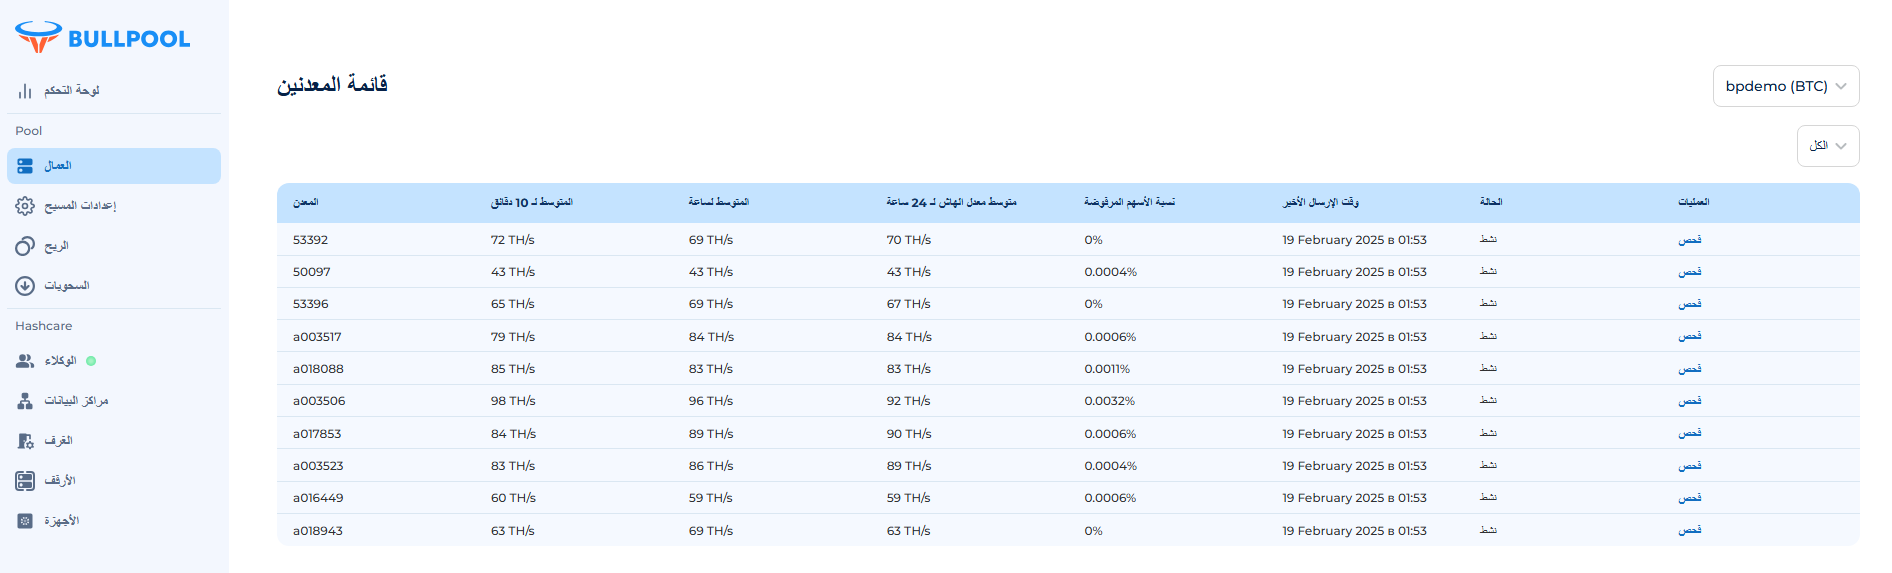 BULLPOOL
لوحة التحكم
Pool
العمال
إعدادات المسبح
الربح
السحوبات
Hashcare
الوكلاء
مراكز البيانات
الغرف
الأرفف
الأجهزة
قائمة المعدنين
bpdemo (BTC)
الكل
المعدن المتوسط لـ 10 دقائق المتوسط لساعة متوسط معدل الهاش لـ 24 ساعة نسبة الأسهم المرفوضة وقت الإرسال الأخير الحالة العمليات
53392 72 TH/s 69 TH/s 70 TH/s 0% 19 February 2025 в 01:53 نشط فحص
50097 43 TH/s 43 TH/s 43 TH/s 0.0004% 19 February 2025 в 01:53 نشط فحص
53396 65 TH/s 69 TH/s 67 TH/s 0% 19 February 2025 в 01:53 نشط فحص
a003517 79 TH/s 84 TH/s 84 TH/s 0.0006% 19 February 2025 в 01:53 نشط فحص
a018088 85 TH/s 83 TH/s 83 TH/s 0.0011% 19 February 2025 в 01:53 نشط فحص
a003506 98 TH/s 96 TH/s 92 TH/s 0.0032% 19 February 2025 в 01:53 نشط فحص
a017853 84 TH/s 89 TH/s 90 TH/s 0.0006% 19 February 2025 в 01:53 نشط فحص
a003523 83 TH/s 86 TH/s 89 TH/s 0.0004% 19 February 2025 в 01:53 نشط فحص
a016449 60 TH/s 59 TH/s 59 TH/s 0.0006% 19 February 2025 в 01:53 نشط فحص
a018943 63 TH/s 69 TH/s 63 TH/s 0% 19 February 2025 в 01:53 نشط فحص